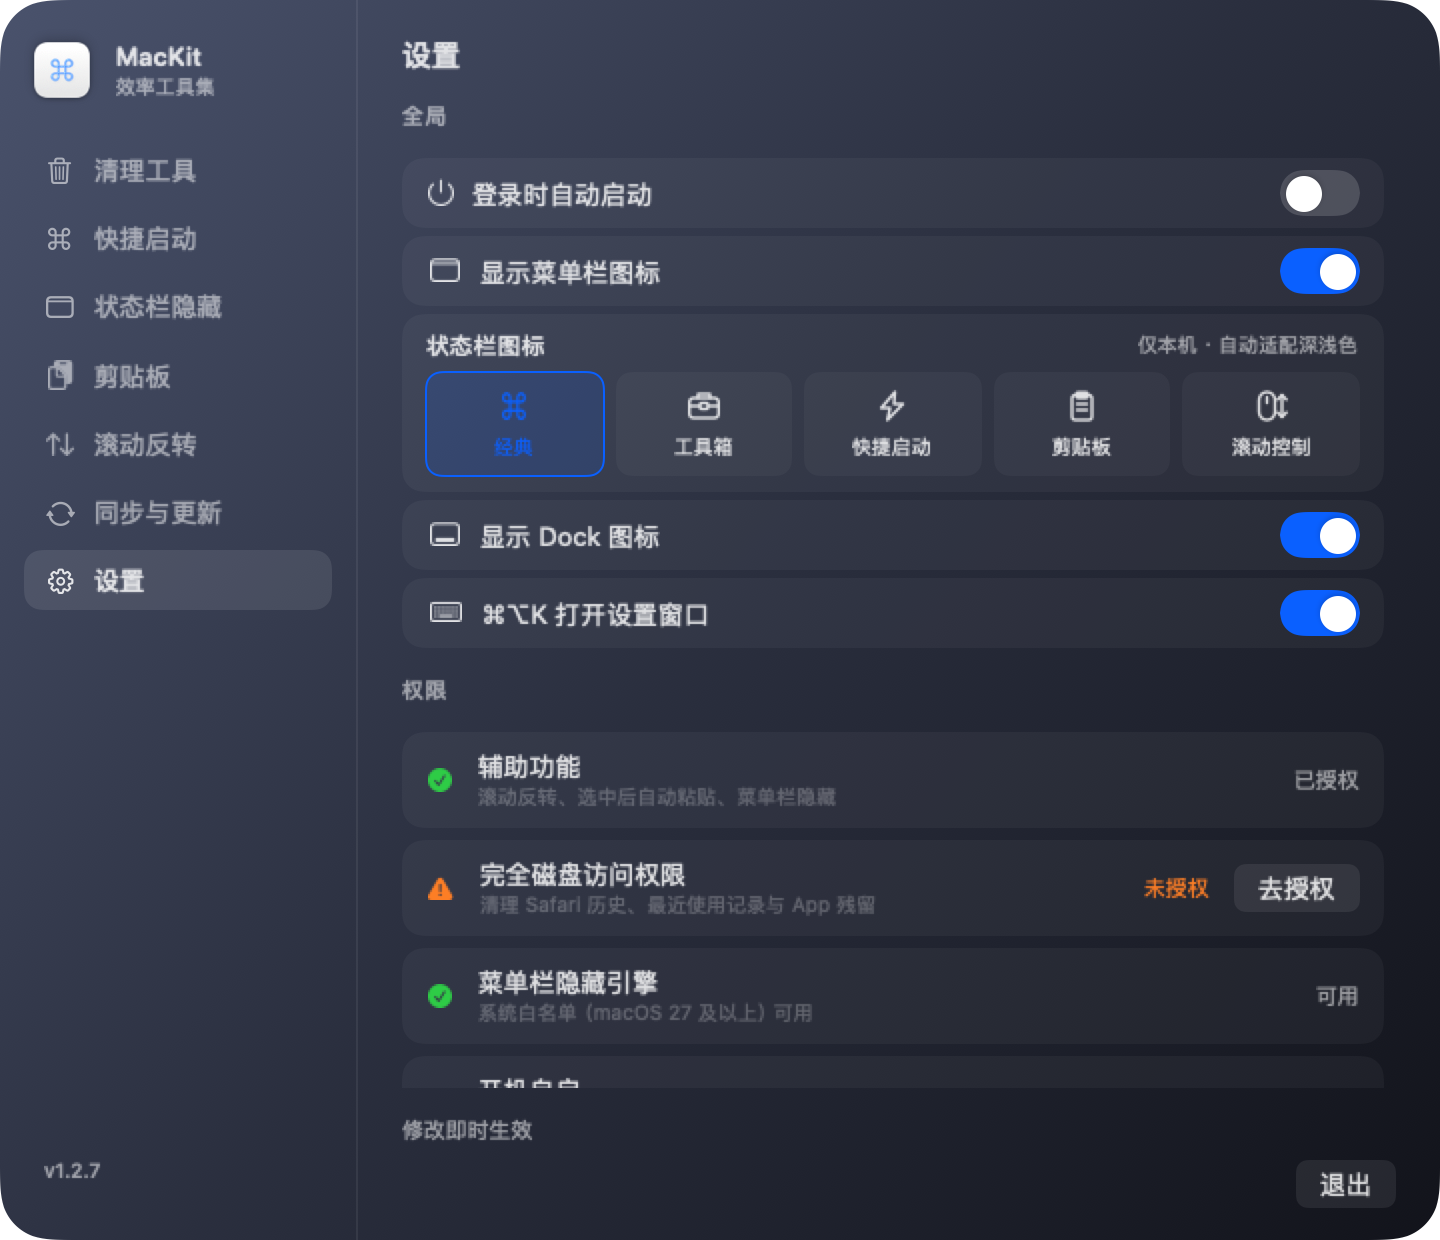 MacKit
效率工具集
清理工具
快捷启动
状态栏隐藏
剪贴板
滚动反转
同步与更新
设置
v1.2.7
设置
全局
登录时自动启动
显示菜单栏图标
状态栏图标
仅本机 · 自动适配深浅色
经典
工具箱
快捷启动
剪贴板
滚动控制
显示 Dock 图标
⌘⌥K 打开设置窗口
权限
辅助功能
滚动反转、选中后自动粘贴、菜单栏隐藏
已授权
完全磁盘访问权限
清理 Safari 历史、最近使用记录与 App 残留
未授权
去授权
菜单栏隐藏引擎
系统白名单（macOS 27 及以上）可用
可用
修改即时生效
退出